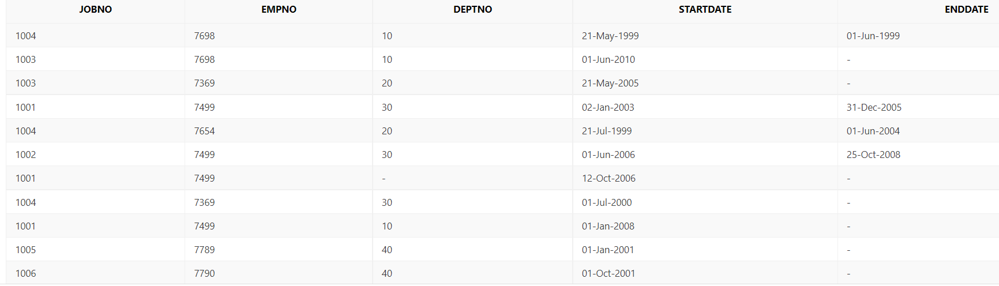 JOBNO EMPNO DEPTNO STARTDATE ENDDATE
1004 7698 10 21-May-1999 01-Jun-1999
1003 7698 10 01-Jun-2010 -
1003 7369 20 21-May-2005 -
1001 7499 30 02-Jan-2003 31-Dec-2005
1004 7654 20 21-Jul-1999 01-Jun-2004
1002 7499 30 01-Jun-2006 25-Oct-2008
1001 7499 - 12-Oct-2006 -
1004 7369 30 01-Jul-2000 -
1001 7499 10 01-Jan-2008 -
1005 7789 40 01-Jan-2001 -
1006 7790 40 01-Oct-2001 -